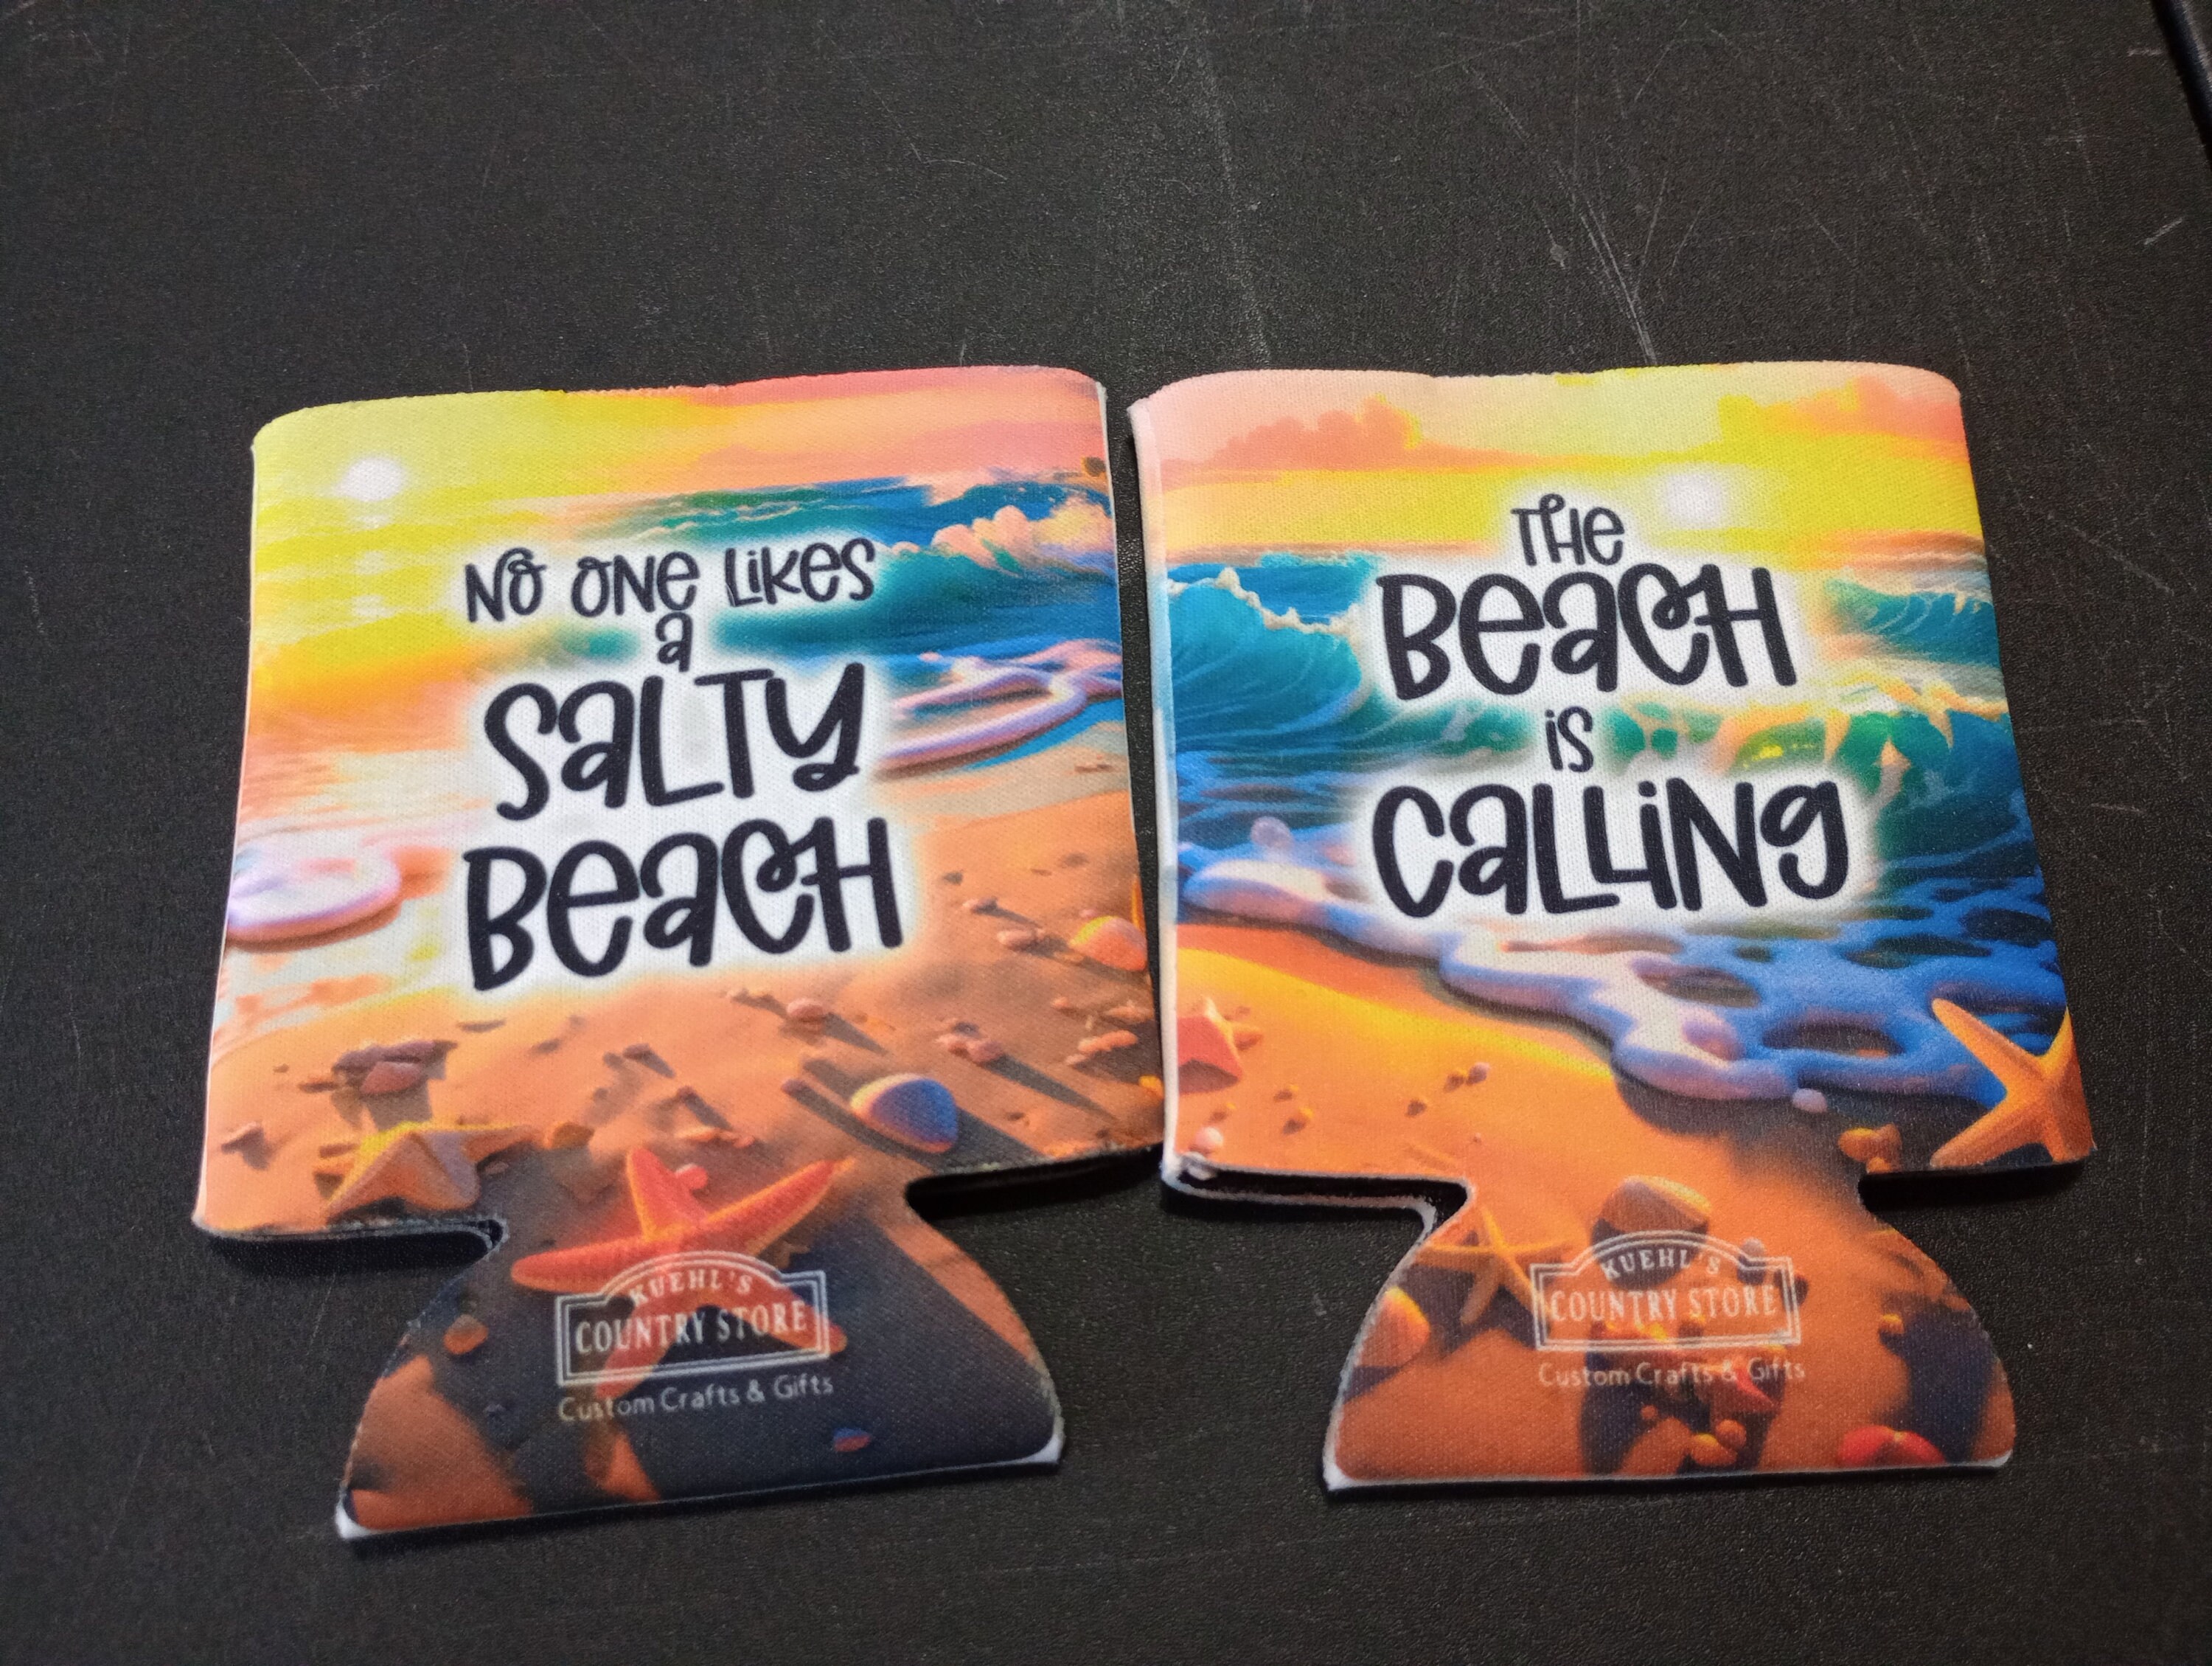 No one likes
a
Salty
Beach
KUEHL'S
COUNTRY STORE
Custom Crafts & Gifts
The
Beach
is
Calling
KUEHL'S
COUNTRY STORE
Custom Crafts & Gifts